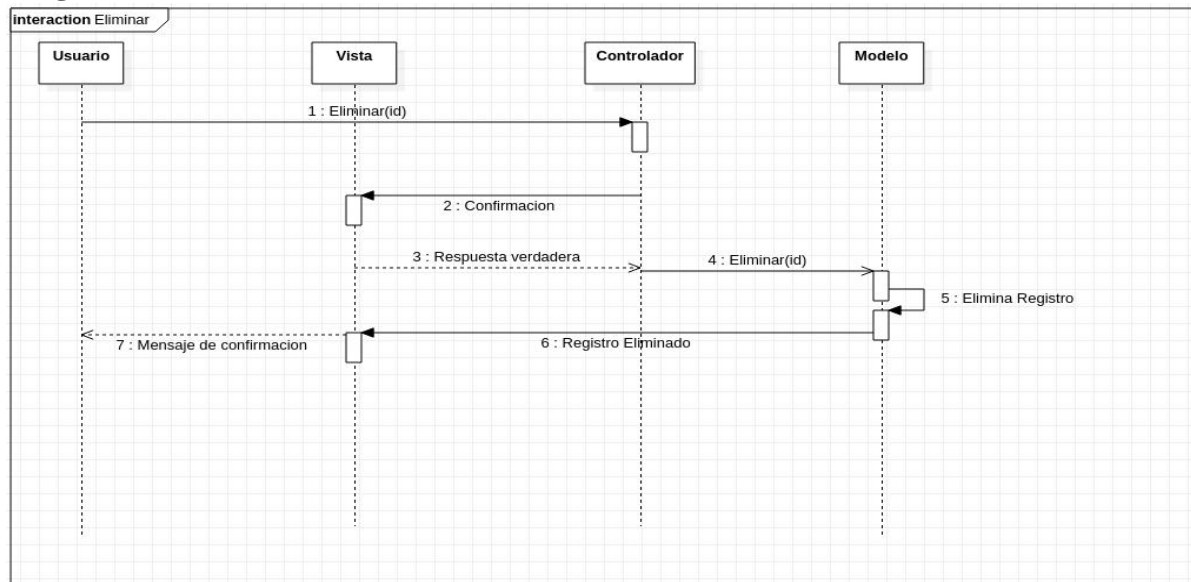 interaction Eliminar
Usuario
Vista
Controlador
Modelo
1 : Eliminar(id)
2 : Confirmacion
3 : Respuesta verdadera
4 : Eliminar(id)
5 : Elimina Registro
6 : Registro Eliminado
7 : Mensaje de confirmacion